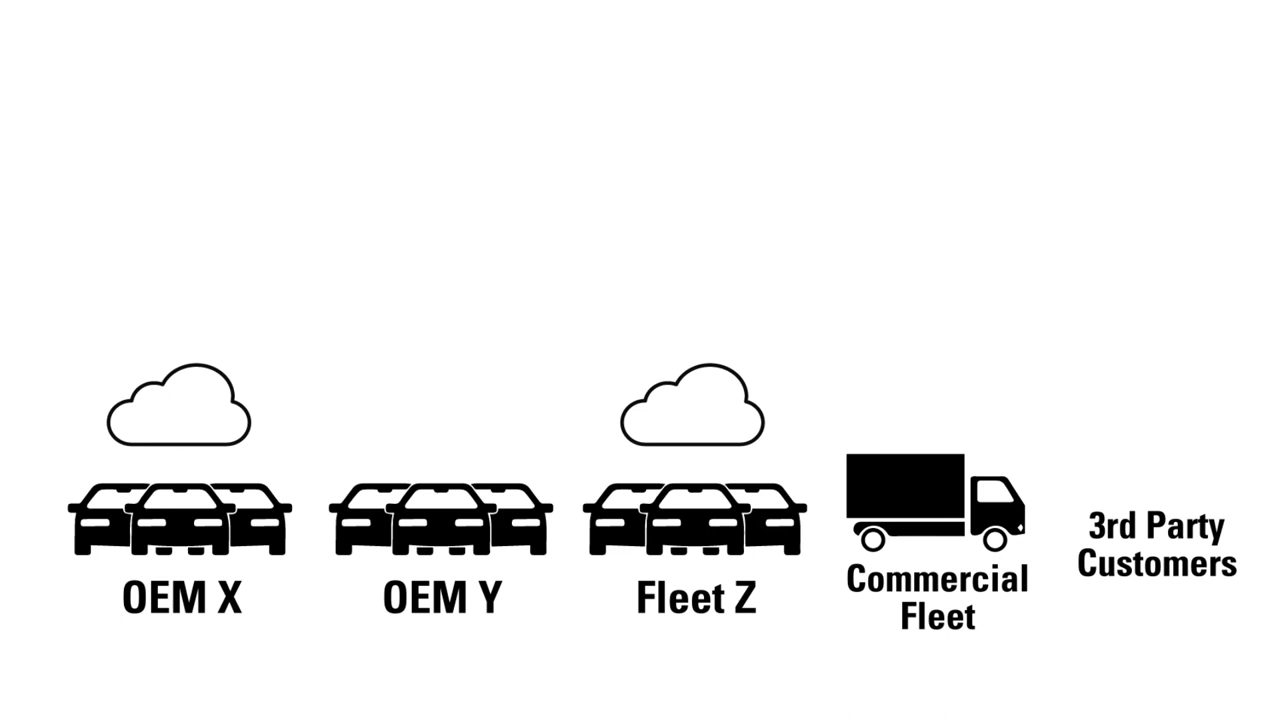 OEM X
OEM Y
Fleet Z
Commercial
Fleet
3rd Party
Customers